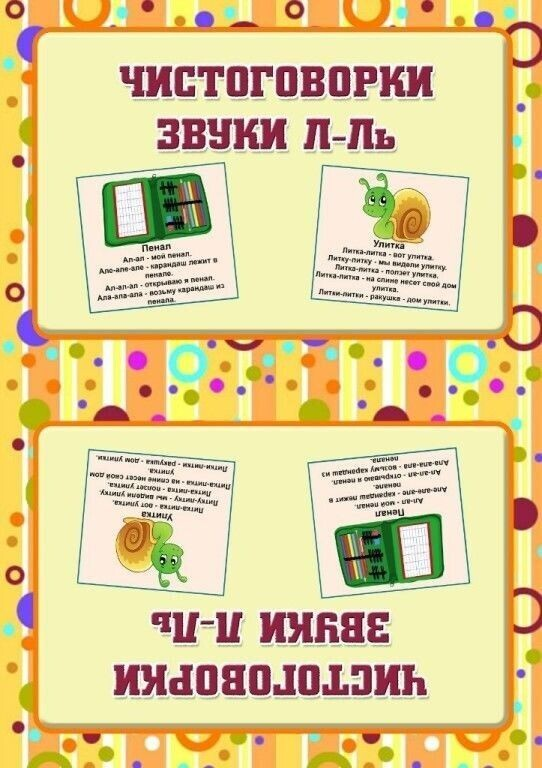 ЧИСТОГОВОРКИ
ЗВУКИ Л-ЛЬ
Пенал
Ал-ал - мой пенал.
Але-але-але - карандаш лежит в
пенале.
Ал-ал-ал - открываю я пенал.
Ала-ала-ала - возьму карандаш из
пенала.
Улитка
Литка-литка - вот улитка.
Литку-литку - мы видели улитку.
Литка-литка - ползет улитка.
Литка-литка - на спине несет свой дом
улитка.
Литки-литки - ракушка - дом улитки.
ЧИСТОГОВОРКИ
ЗВУКИ Л-ЛЬ
Пенал
Ал-ал - мой пенал.
Але-але-але - карандаш лежит в
пенале.
Ал-ал-ал - открываю я пенал.
Ала-ала-ала - возьму карандаш из
пенала.
Улитка
Литка-литка - вот улитка.
Литку-литку - мы видели улитку.
Литка-литка - ползет улитка.
Литка-литка - на спине несет свой дом
улитка.
Литки-литки - ракушка - дом улитки.